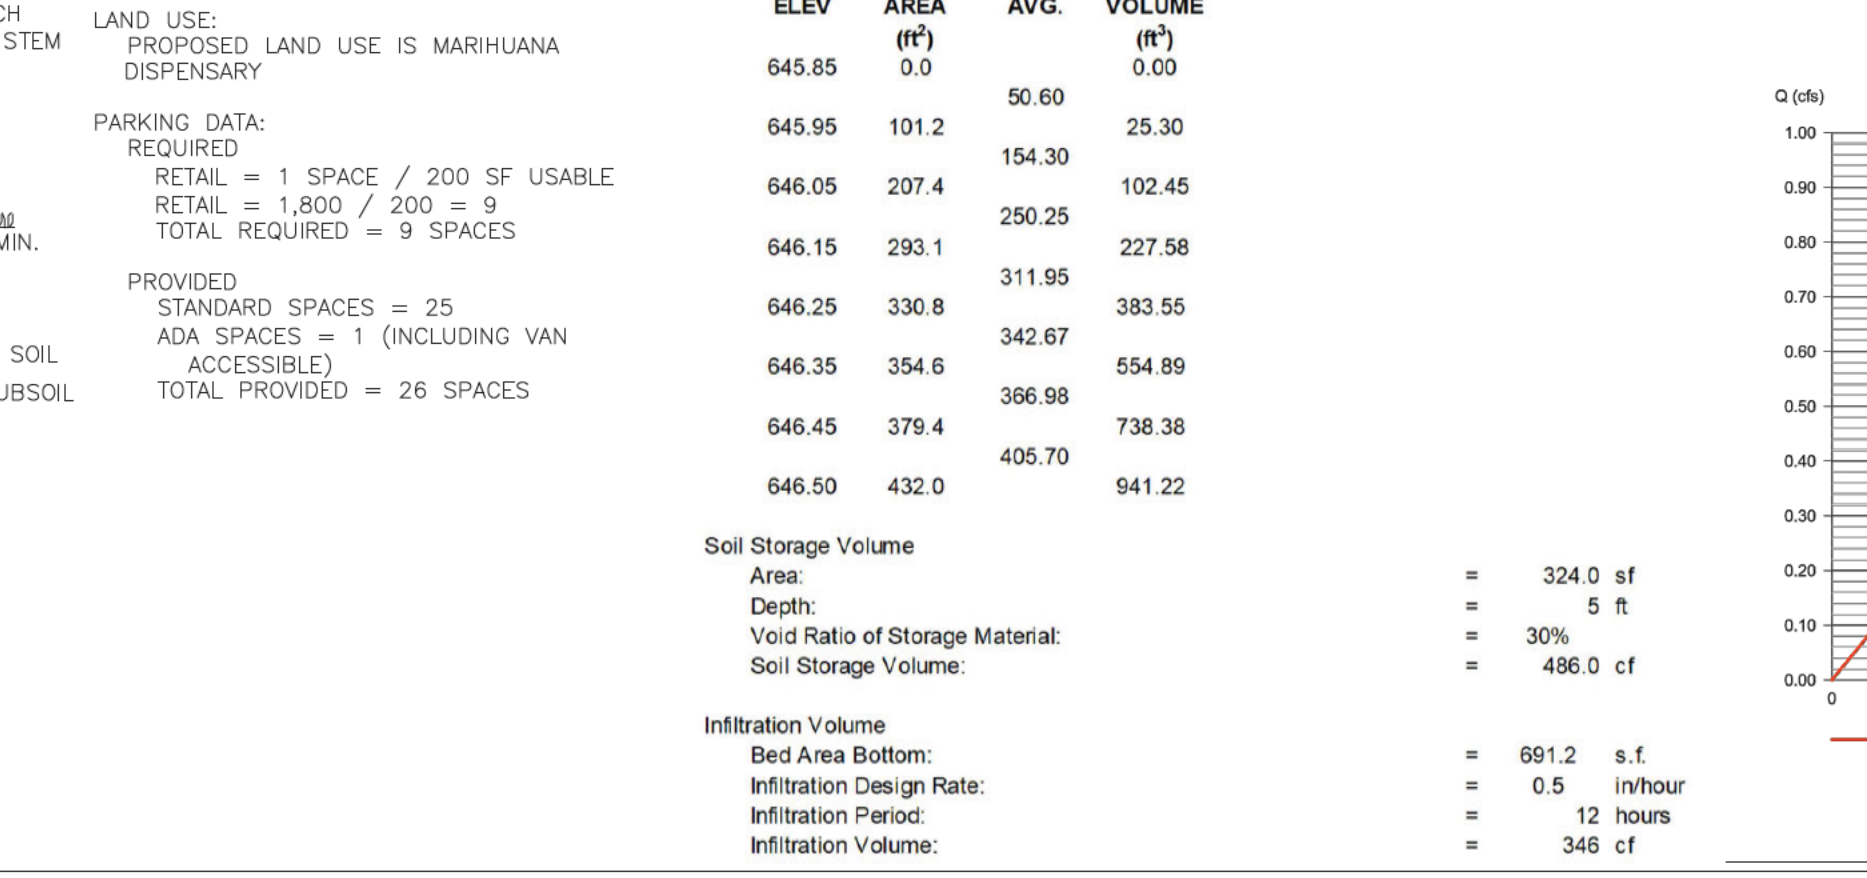 CH
STEM
MIN.
SOIL
UBSOIL
LAND USE:
PROPOSED LAND USE IS MARIHUANA
DISPENSARY
PARKING DATA:
REQUIRED
RETAIL = 1 SPACE / 200 SF USABLE
RETAIL = 1,800 / 200 = 9
TOTAL REQUIRED = 9 SPACES
PROVIDED
STANDARD SPACES = 25
ADA SPACES = 1 (INCLUDING VAN
ACCESSIBLE)
TOTAL PROVIDED = 26 SPACES
ELEV AREA AVG. VOLUME
(ft²) (ft³)
645.85 0.0 0.00
50.60
645.95 101.2 25.30
154.30
646.05 207.4 102.45
250.25
646.15 293.1 227.58
311.95
646.25 330.8 383.55
342.67
646.35 354.6 554.89
366.98
646.45 379.4 738.38
405.70
646.50 432.0 941.22
Soil Storage Volume
Area: = 324.0 sf
Depth: = 5 ft
Void Ratio of Storage Material: = 30%
Soil Storage Volume: = 486.0 cf
Infiltration Volume
Bed Area Bottom: = 691.2 s.f.
Infiltration Design Rate: = 0.5 in/hour
Infiltration Period: = 12 hours
Infiltration Volume: = 346 cf
Q (cfs)
1.00
0.90
0.80
0.70
0.60
0.50
0.40
0.30
0.20
0.10
0.00
0